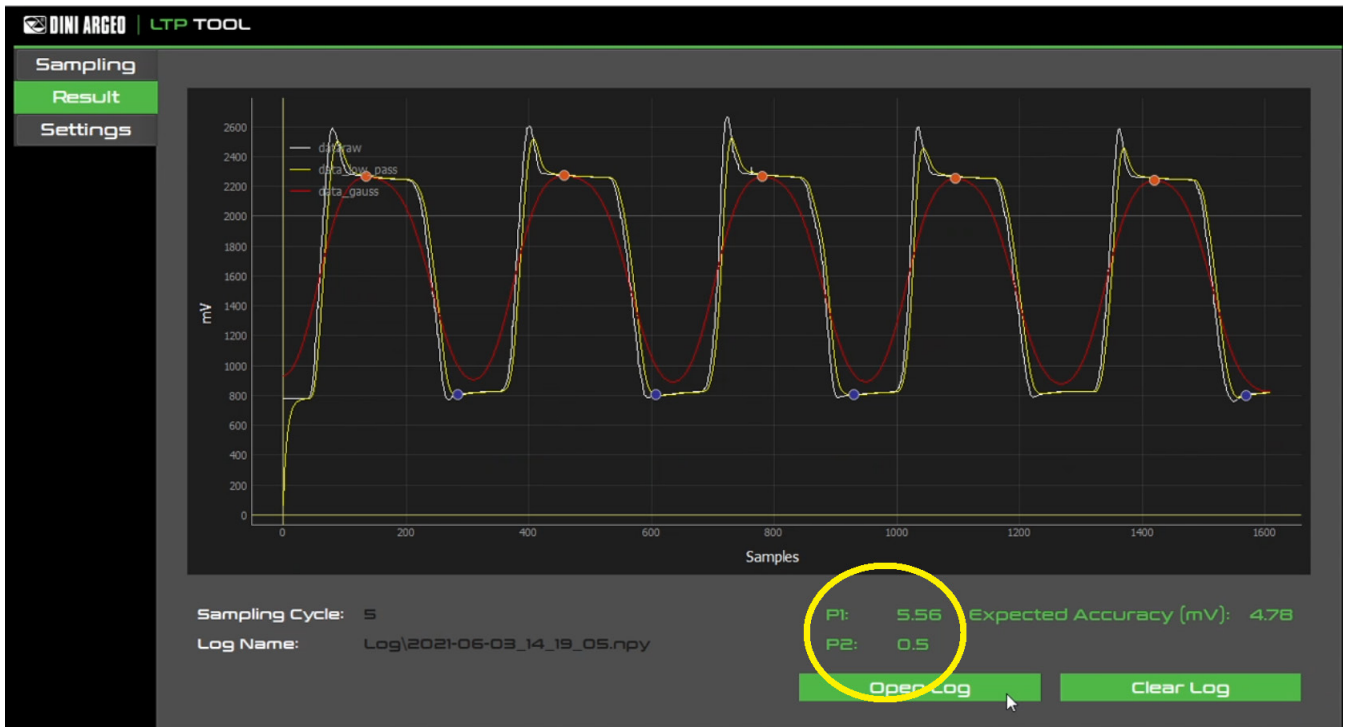 DINI ARGEO | LTP TOOL
Sampling
Result
Settings
2600
2400
2200
2000
1800
1600
1400
1200
1000
800
600
400
200
0
dataraw
data_low_pass
data_gauss
mV
0 200 400 600 800 1000 1200 1400 1600
Samples
Sampling Cycle: 5
P1: 5.56 Expected Accuracy (mV): 4.78
Log Name: Log\2021-06-03_14_19_05.npy
P2: 0.5
Open Log
Clear Log